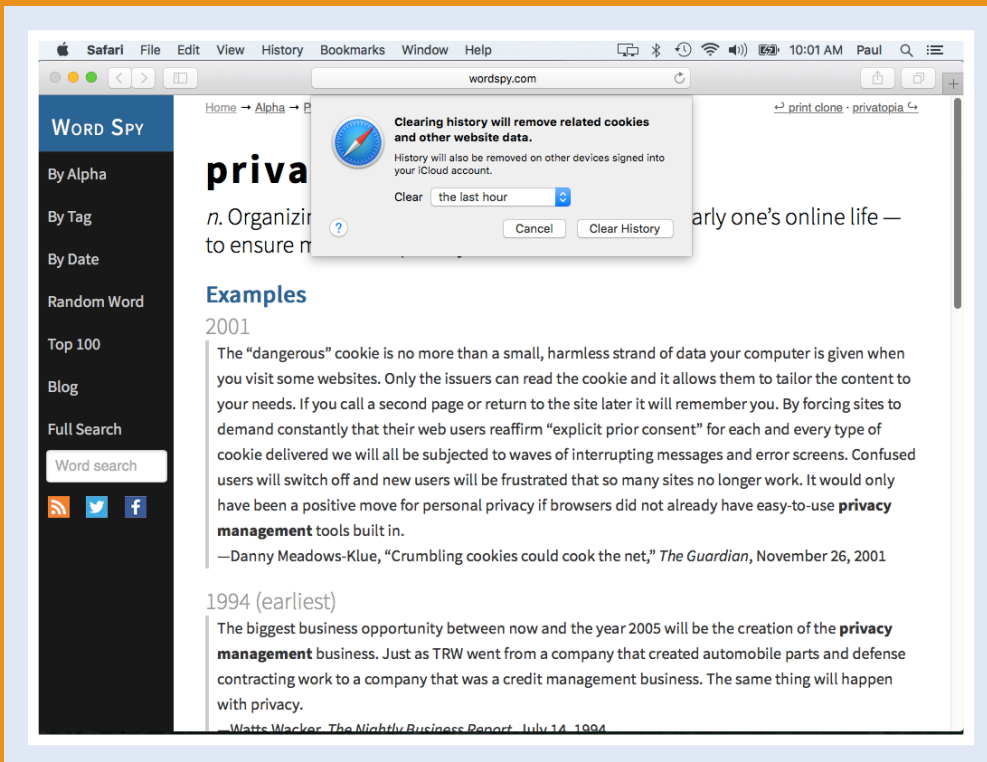 Safari File Edit View History Bookmarks Window Help 10:01 AM Paul
wordspy.com
WORD SPY
By Alpha
By Tag
By Date
Random Word
Top 100
Blog
Full Search
Word search
Home → Alpha → P
↩ print clone · privatopia ↪
Clearing history will remove related cookies
and other website data.
History will also be removed on other devices signed into
your iCloud account.
Clear the last hour
? Cancel Clear History
priva
n. Organizin arly one’s online life —
to ensure m
Examples
2001
The “dangerous” cookie is no more than a small, harmless strand of data your computer is given when
you visit some websites. Only the issuers can read the cookie and it allows them to tailor the content to
your needs. If you call a second page or return to the site later it will remember you. By forcing sites to
demand constantly that their web users reaffirm “explicit prior consent” for each and every type of
cookie delivered we will all be subjected to waves of interrupting messages and error screens. Confused
users will switch off and new users will be frustrated that so many sites no longer work. It would only
have been a positive move for personal privacy if browsers did not already have easy-to-use privacy
management tools built in.
—Danny Meadows-Klue, “Crumbling cookies could cook the net,” The Guardian, November 26, 2001
1994 (earliest)
The biggest business opportunity between now and the year 2005 will be the creation of the privacy
management business. Just as TRW went from a company that created automobile parts and defense
contracting work to a company that was a credit management business. The same thing will happen
with privacy.
—Watts Wacker, The Nightly Business Report, July 14, 1994